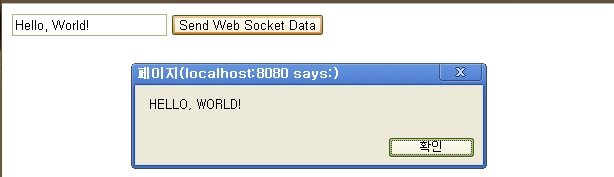 Hello, World! Send Web Socket Data
페이지(localhost:8080 says:)
HELLO, WORLD!
확인